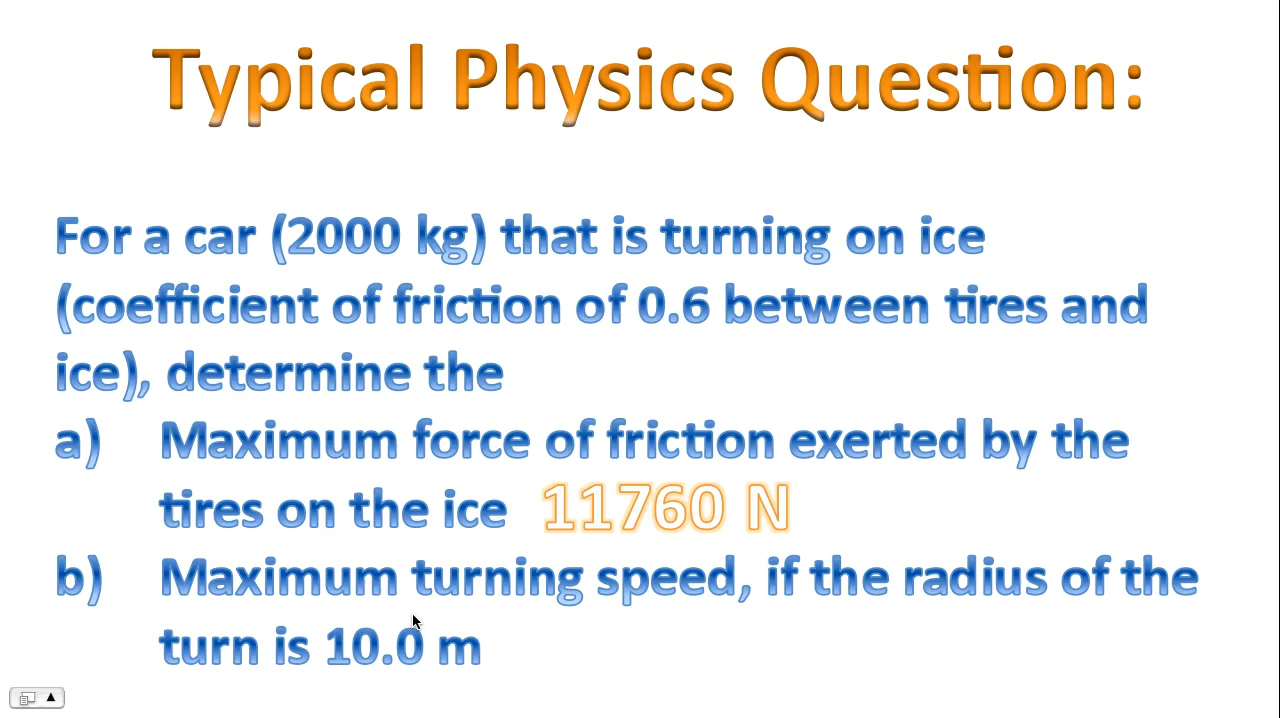 Typical Physics Question:
For a car (2000 kg) that is turning on ice
(coefficient of friction of 0.6 between tires and
ice), determine the
a) Maximum force of friction exerted by the
tires on the ice 11760 N
b) Maximum turning speed, if the radius of the
turn is 10.0 m